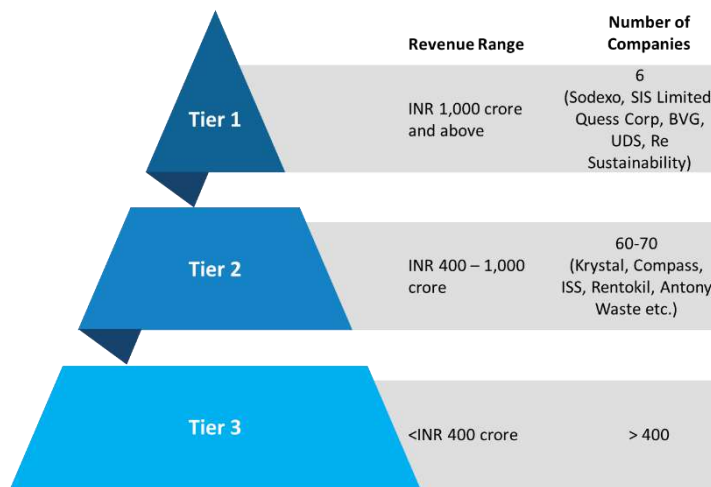 Revenue Range
Number of
Companies
Tier 1
INR 1,000 crore
and above
6
(Sodexo, SIS Limited
Quess Corp, BVG,
UDS, Re
Sustainability)
Tier 2
INR 400 – 1,000
crore
60-70
(Krystal, Compass,
ISS, Rentokil, Antony
Waste etc.)
Tier 3
<INR 400 crore
> 400